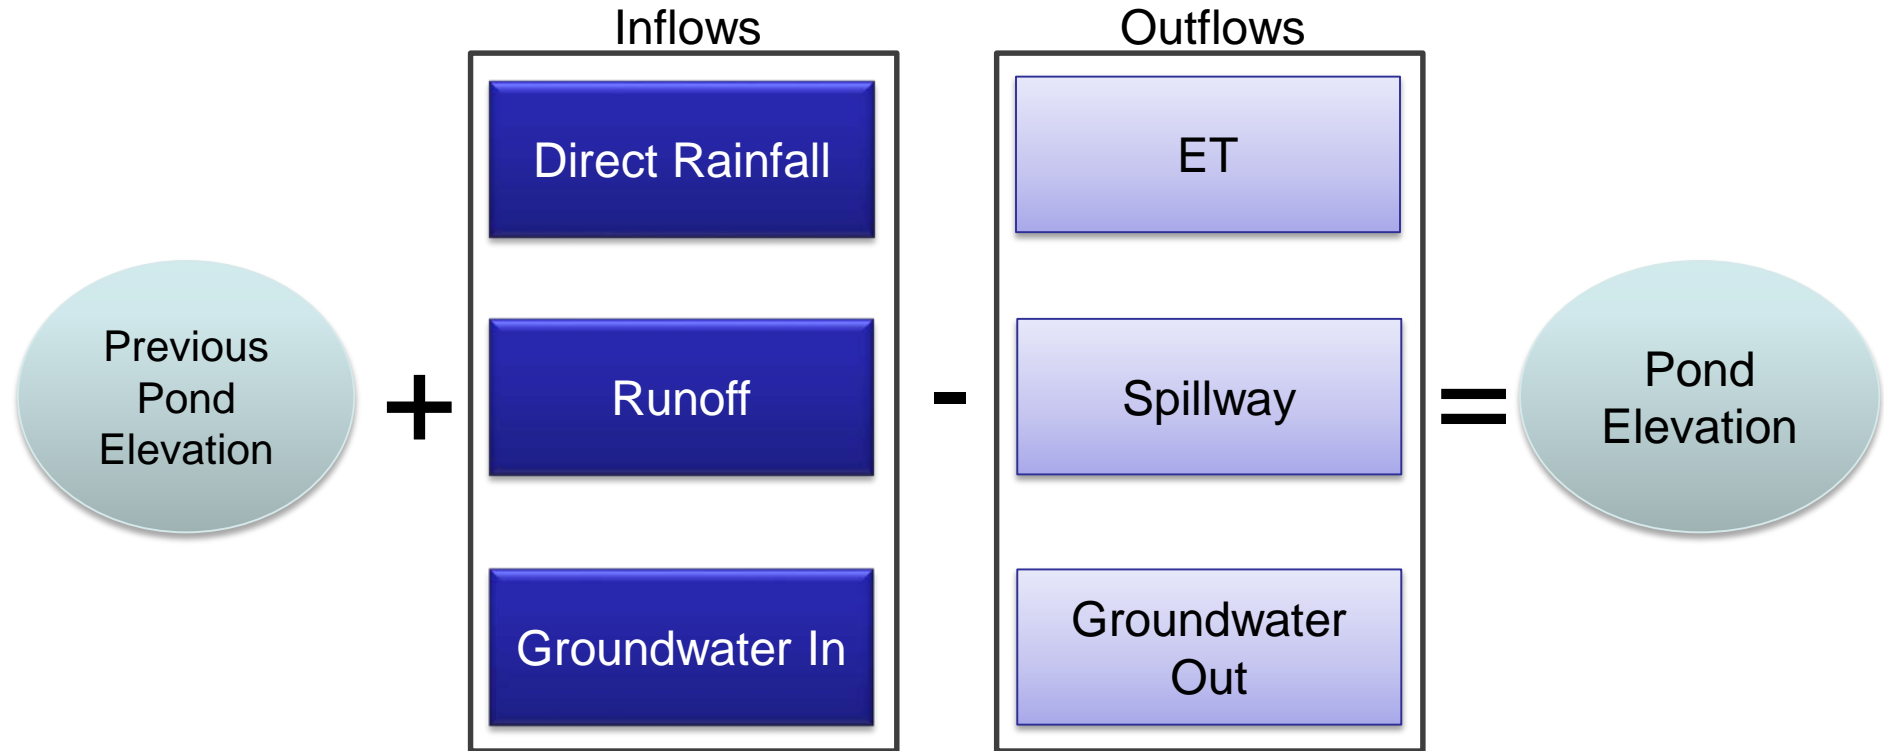 Inflows
Outflows
Previous
Pond
Elevation
+
Direct Rainfall
Runoff
Groundwater In
-
ET
Spillway
Groundwater
Out
=
Pond
Elevation